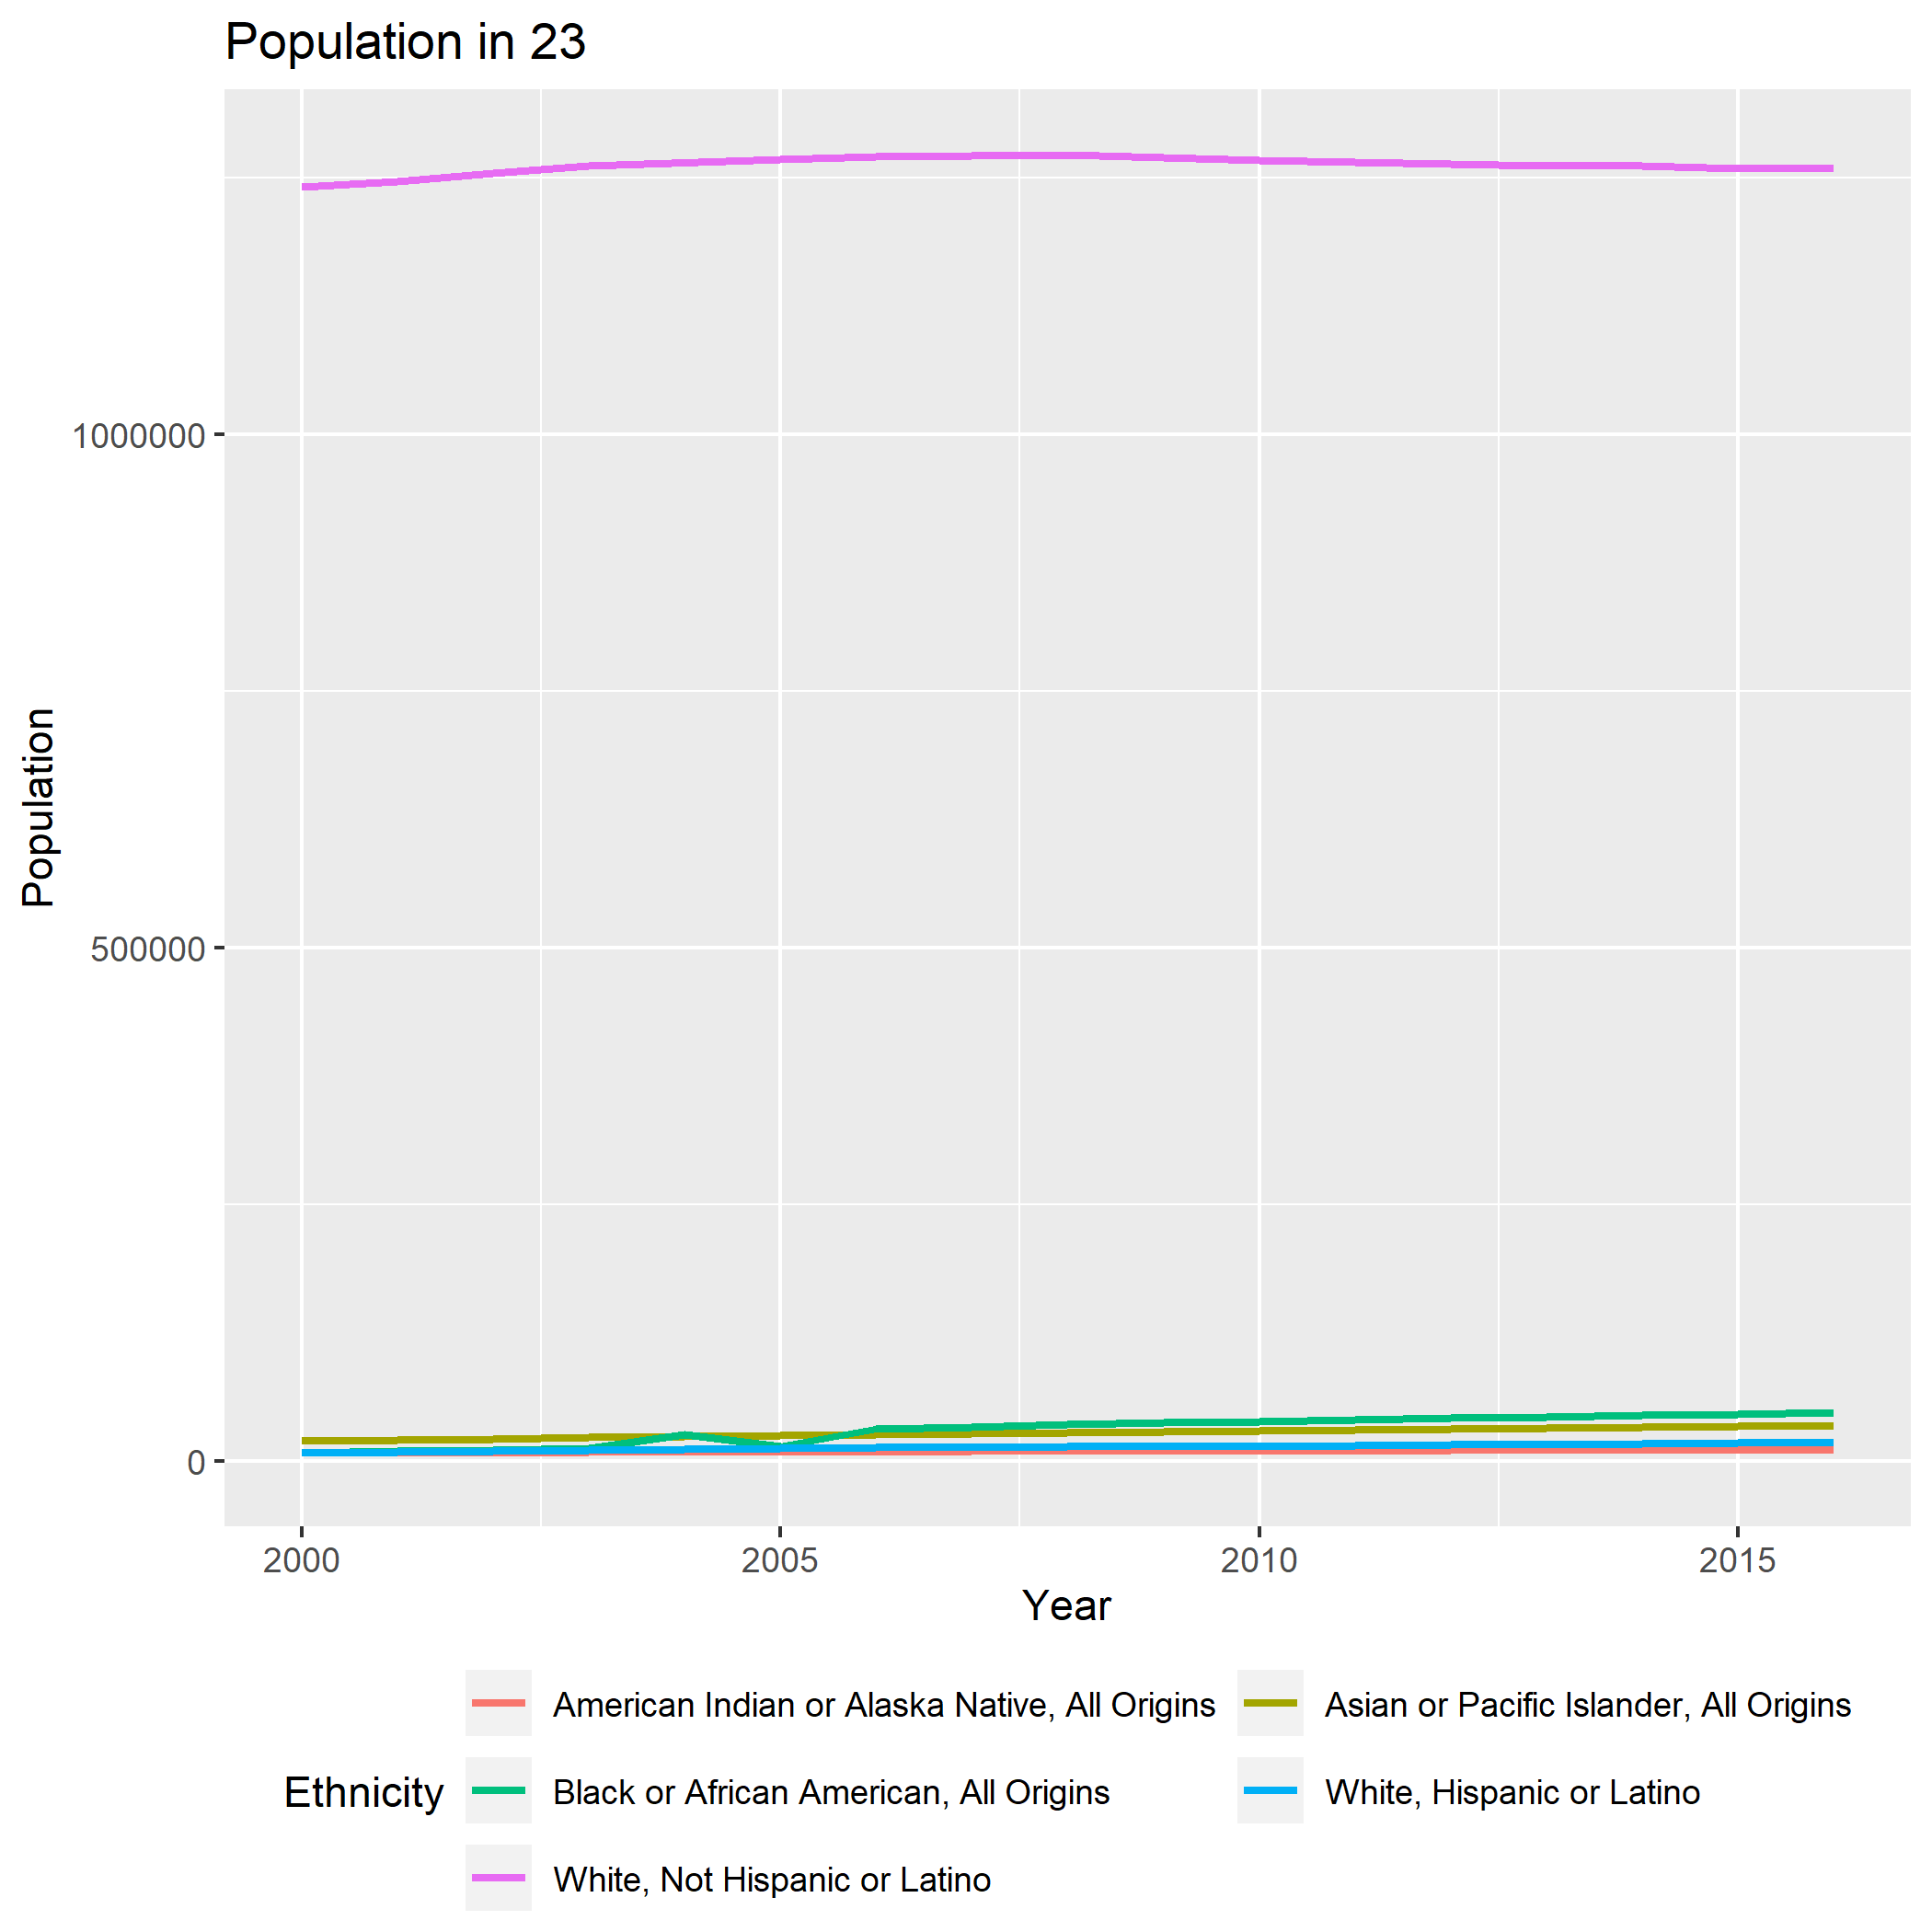 Population in 23
Population
1000000
500000
0
2000 2005 2010 2015
Year
Ethnicity
American Indian or Alaska Native, All Origins
Asian or Pacific Islander, All Origins
Black or African American, All Origins
White, Hispanic or Latino
White, Not Hispanic or Latino